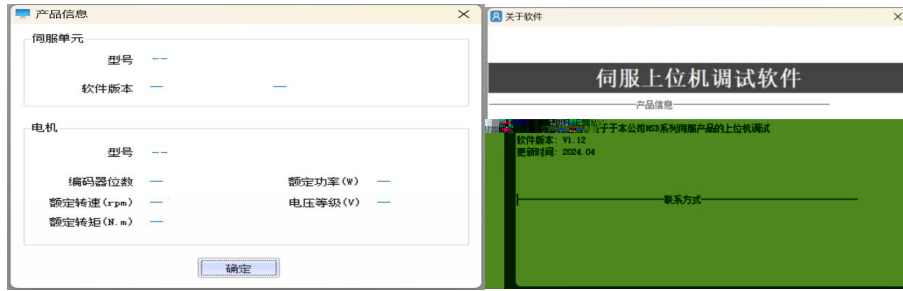 产品信息
伺服单元
型号 --
软件版本 — —
电机
型号 --
编码器位数 — 额定功率(W) —
额定转速(rpm) — 电压等级(V) —
额定转矩(N.m) —
确定
关于软件
伺服上位机调试软件
产品信息
于本公司MSD系列伺服产品的上位机调试
软件版本: V1.12
更新时间: 2024.04
联系方式